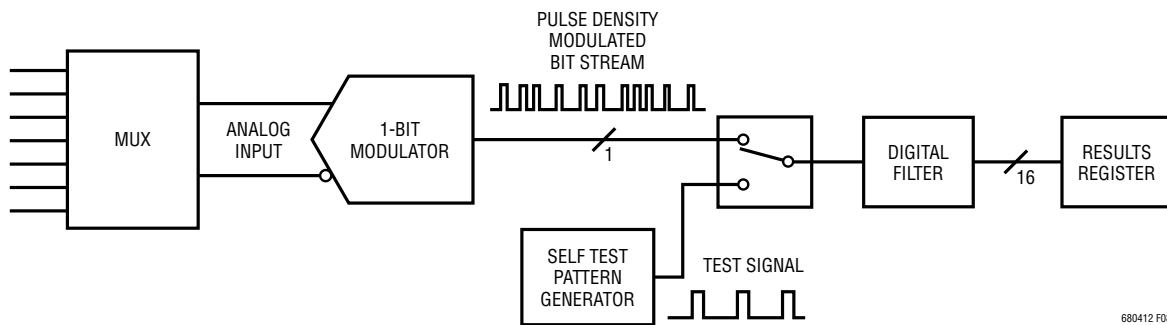 PULSE DENSITY
MODULATED
BIT STREAM
MUX
ANALOG
INPUT
1-BIT
MODULATOR
1
DIGITAL
FILTER
16
RESULTS
REGISTER
SELF TEST
PATTERN
GENERATOR
TEST SIGNAL